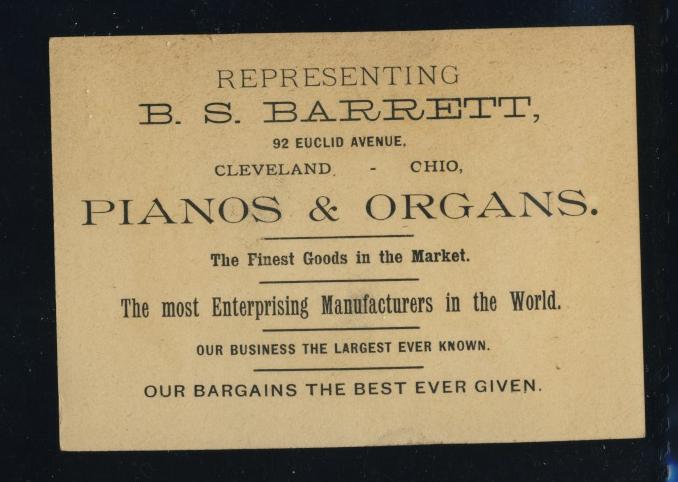 REPRESENTING
B. S. BARRETT,
92 EUCLID AVENUE,
CLEVELAND, - OHIO,
PIANOS & ORGANS.
The Finest Goods in the Market.
The most Enterprising Manufacturers in the World.
OUR BUSINESS THE LARGEST EVER KNOWN.
OUR BARGAINS THE BEST EVER GIVEN.